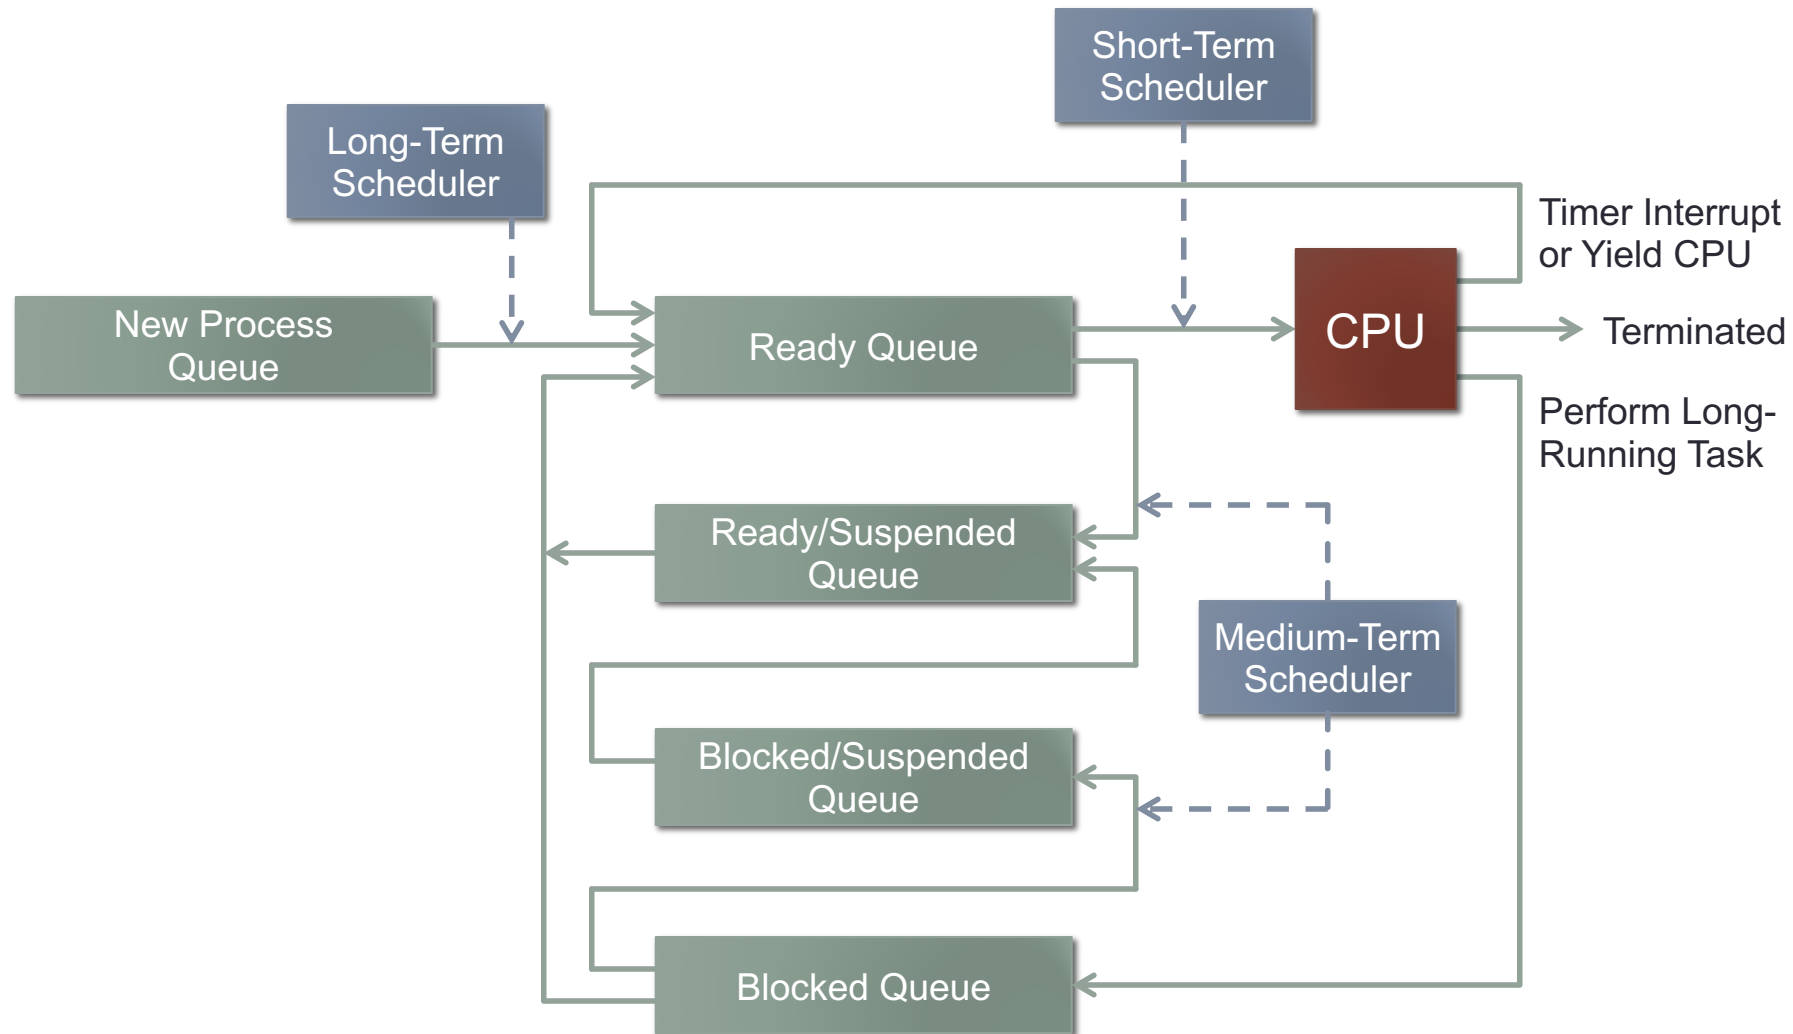 Short-Term
Scheduler
Long-Term
Scheduler
Timer Interrupt
or Yield CPU
New Process
Queue
Ready Queue
CPU
Terminated
Perform Long-
Running Task
Ready/Suspended
Queue
Medium-Term
Scheduler
Blocked/Suspended
Queue
Blocked Queue